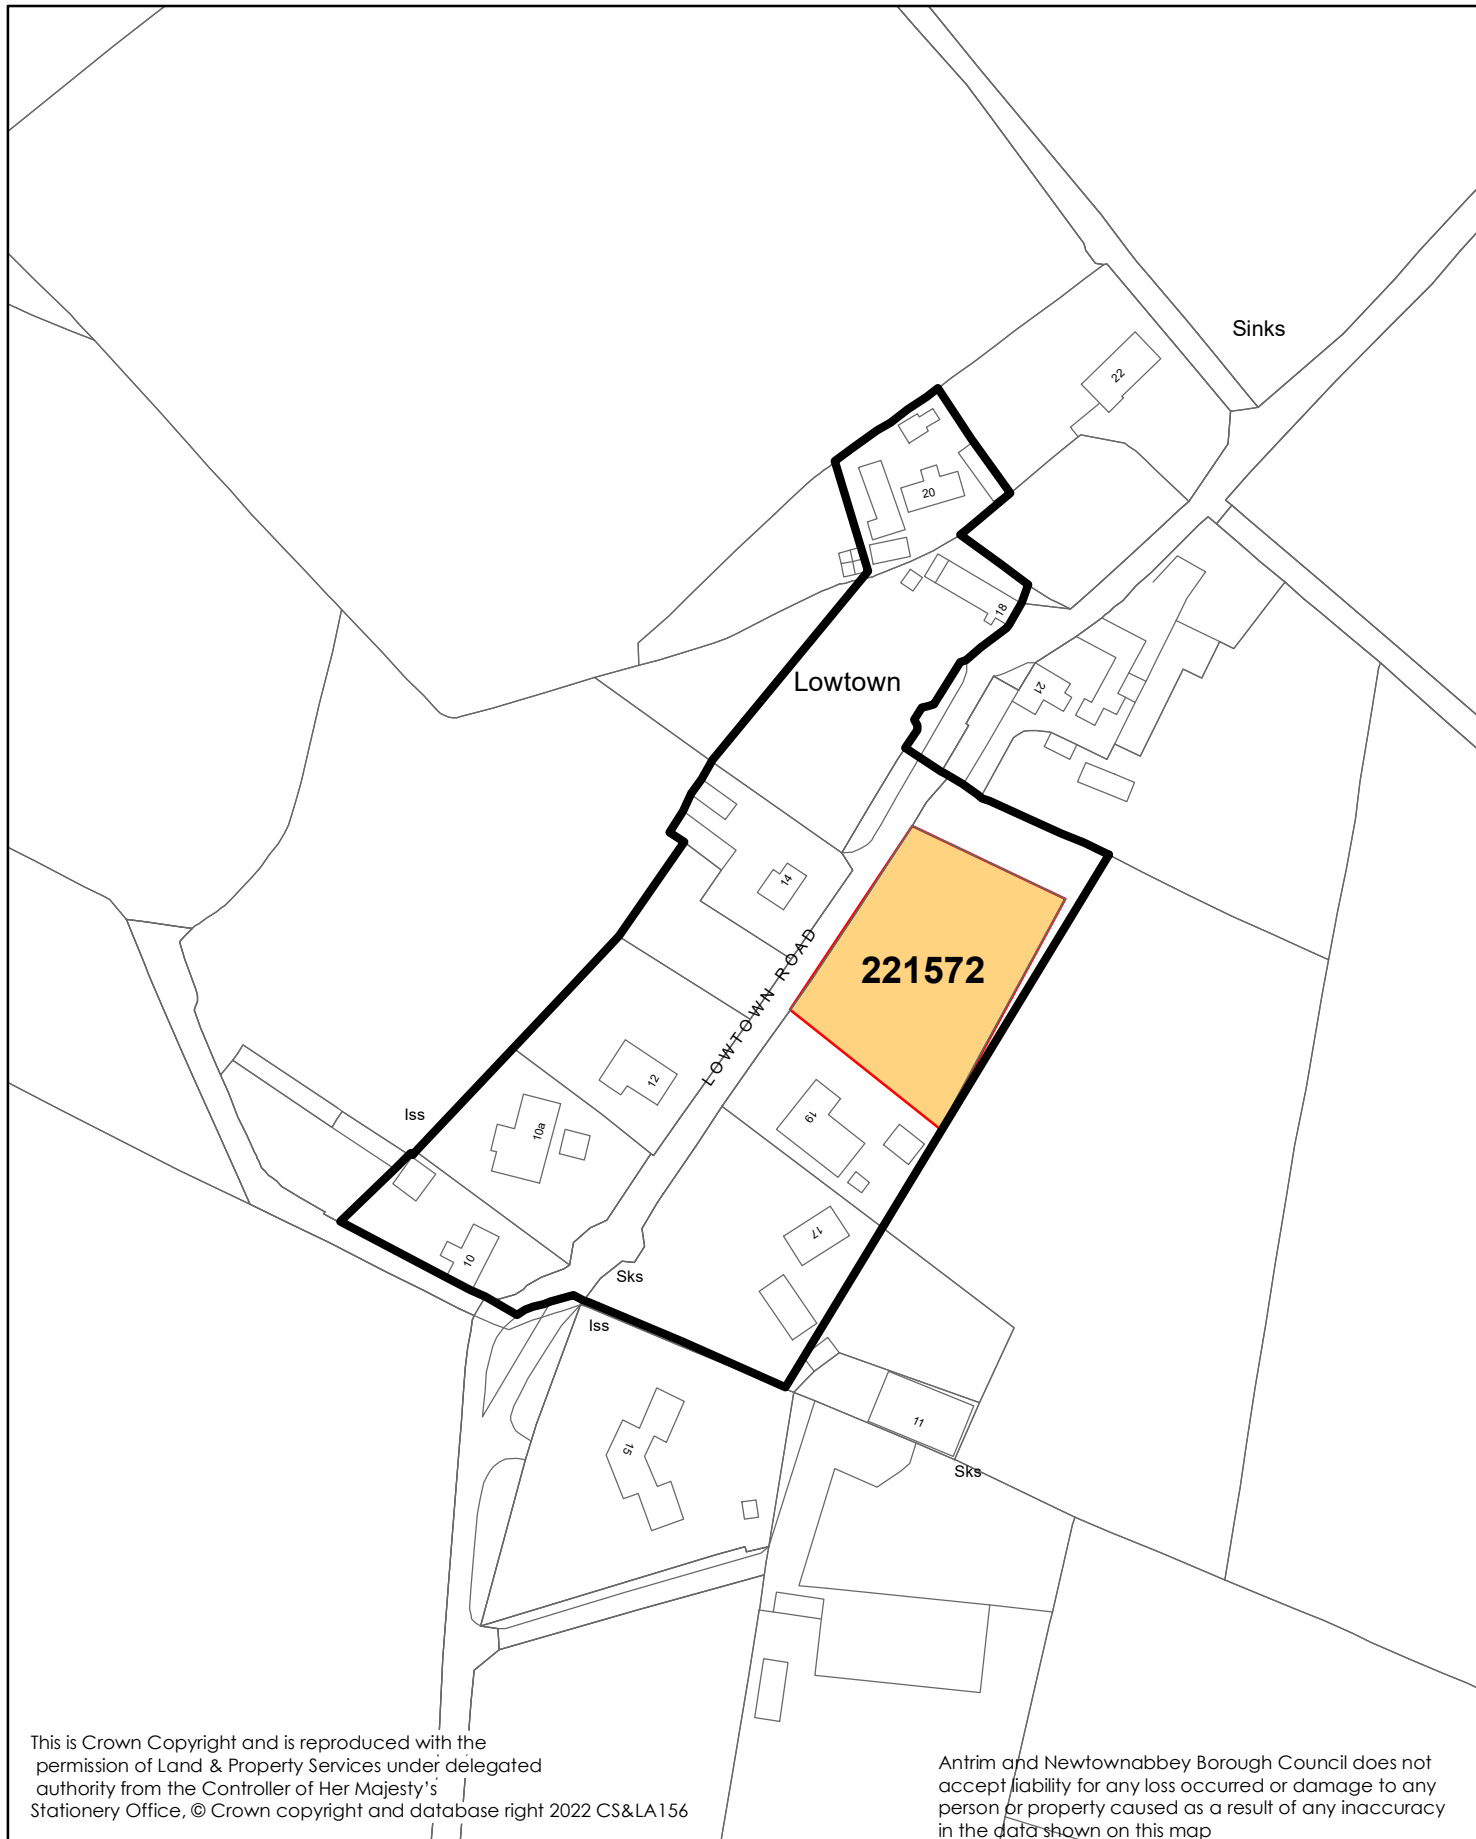 Sinks
22
20
18
Lowtown
21
14
221572
LOWTOWN ROAD
12
Iss
10a
19
17
10
Sks
Iss
11
15
Sks
This is Crown Copyright and is reproduced with the
permission of Land & Property Services under delegated
authority from the Controller of Her Majesty's
Stationery Office, © Crown copyright and database right 2022 CS&LA156
Antrim and Newtownabbey Borough Council does not
accept liability for any loss occurred or damage to any
person or property caused as a result of any inaccuracy
in the data shown on this map